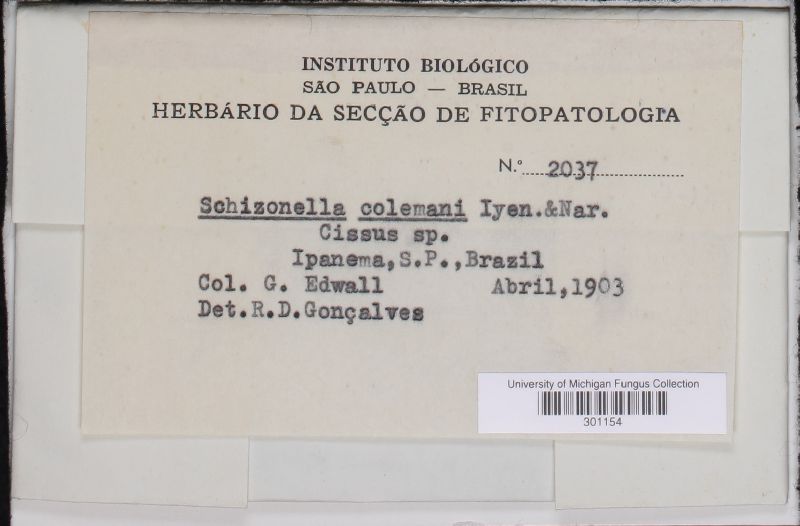 INSTITUTO BIOLÓGICO
SÃO PAULO — BRASIL
HERBÁRIO DA SECÇÃO DE FITOPATOLOGIA
N.º 2037
Schizonella colemani Iyen.&Nar.
Cissus sp.
Ipanema,S.P.,Brazil
Col. G. Edwall Abril,1903
Det.R.D.Gonçalves
University of Michigan Fungus Collection
301154